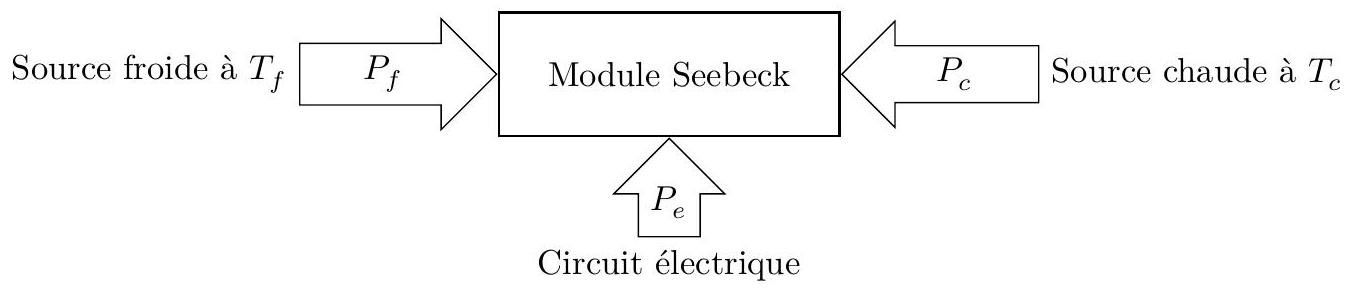 Source froide à T_f P_f Module Seebeck P_c Source chaude à T_c
P_e
Circuit électrique